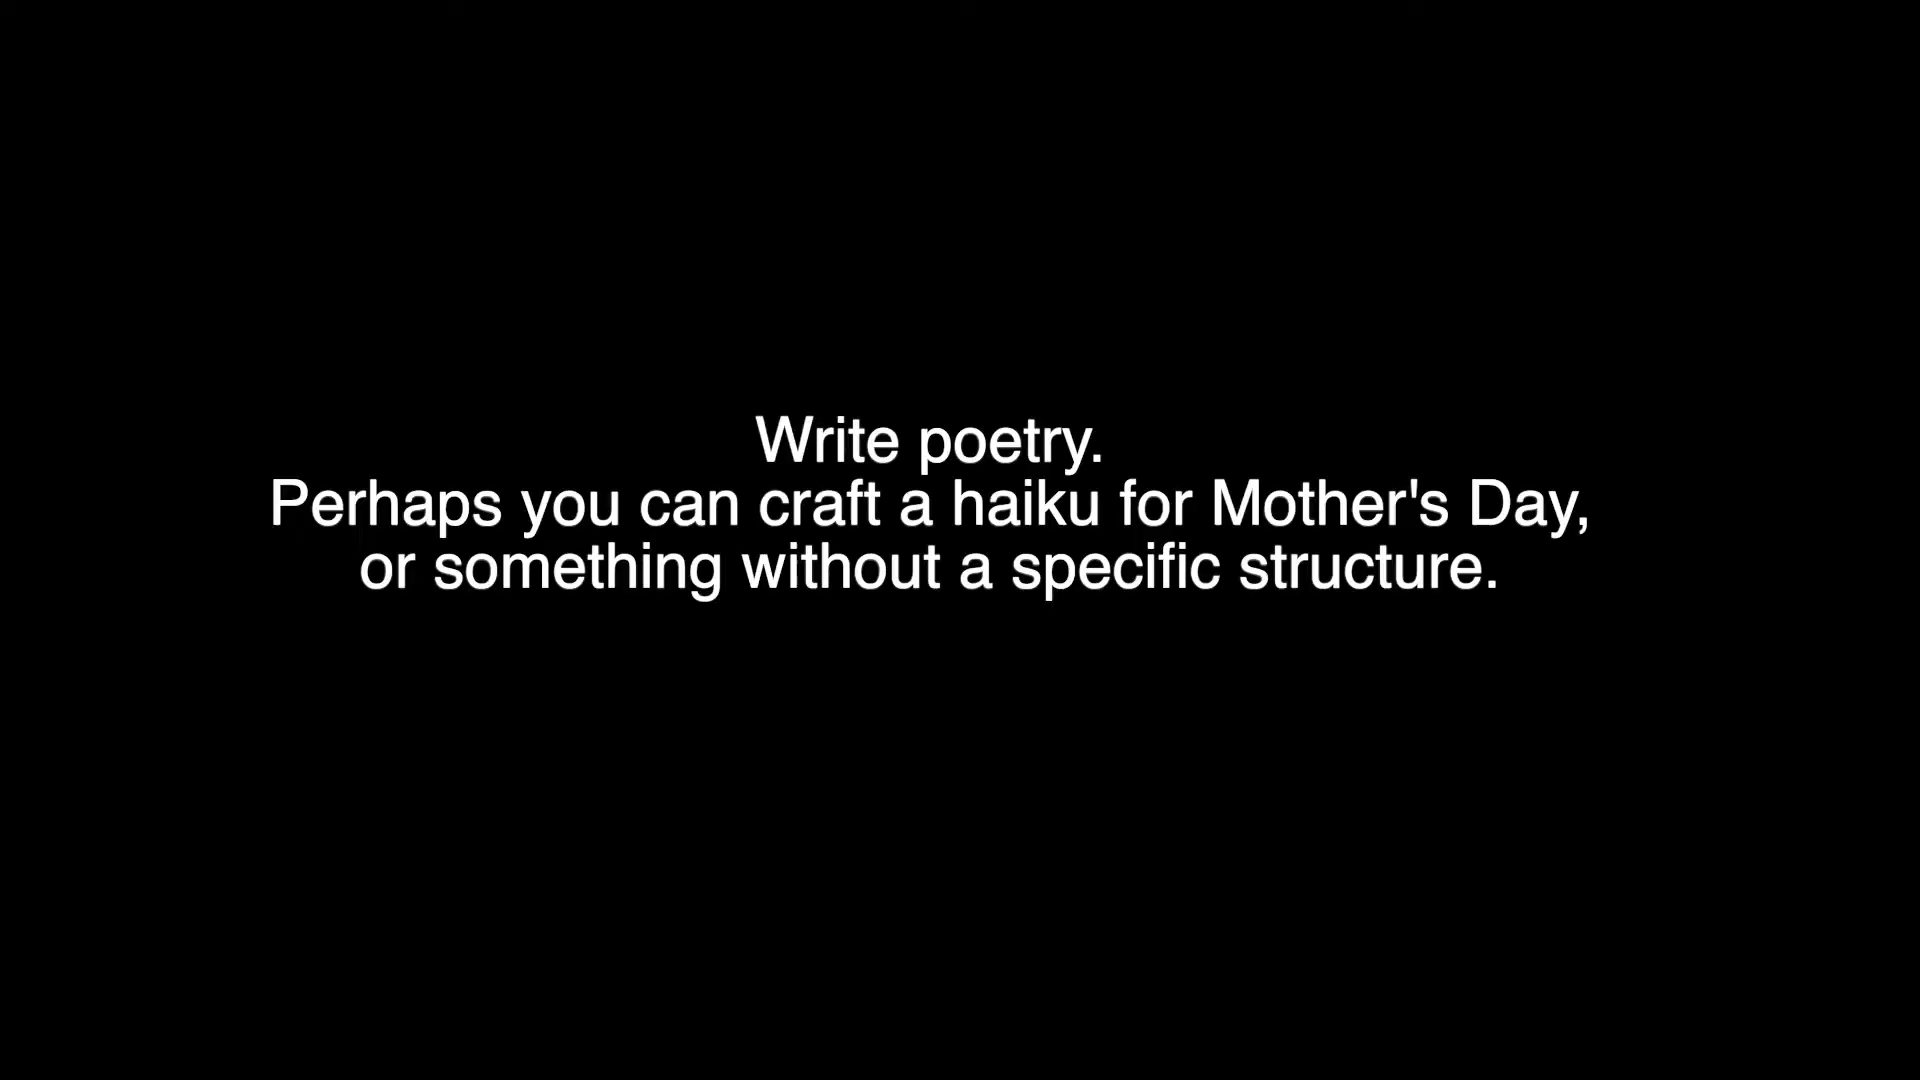 Write poetry.
Perhaps you can craft a haiku for Mother's Day,
or something without a specific structure.